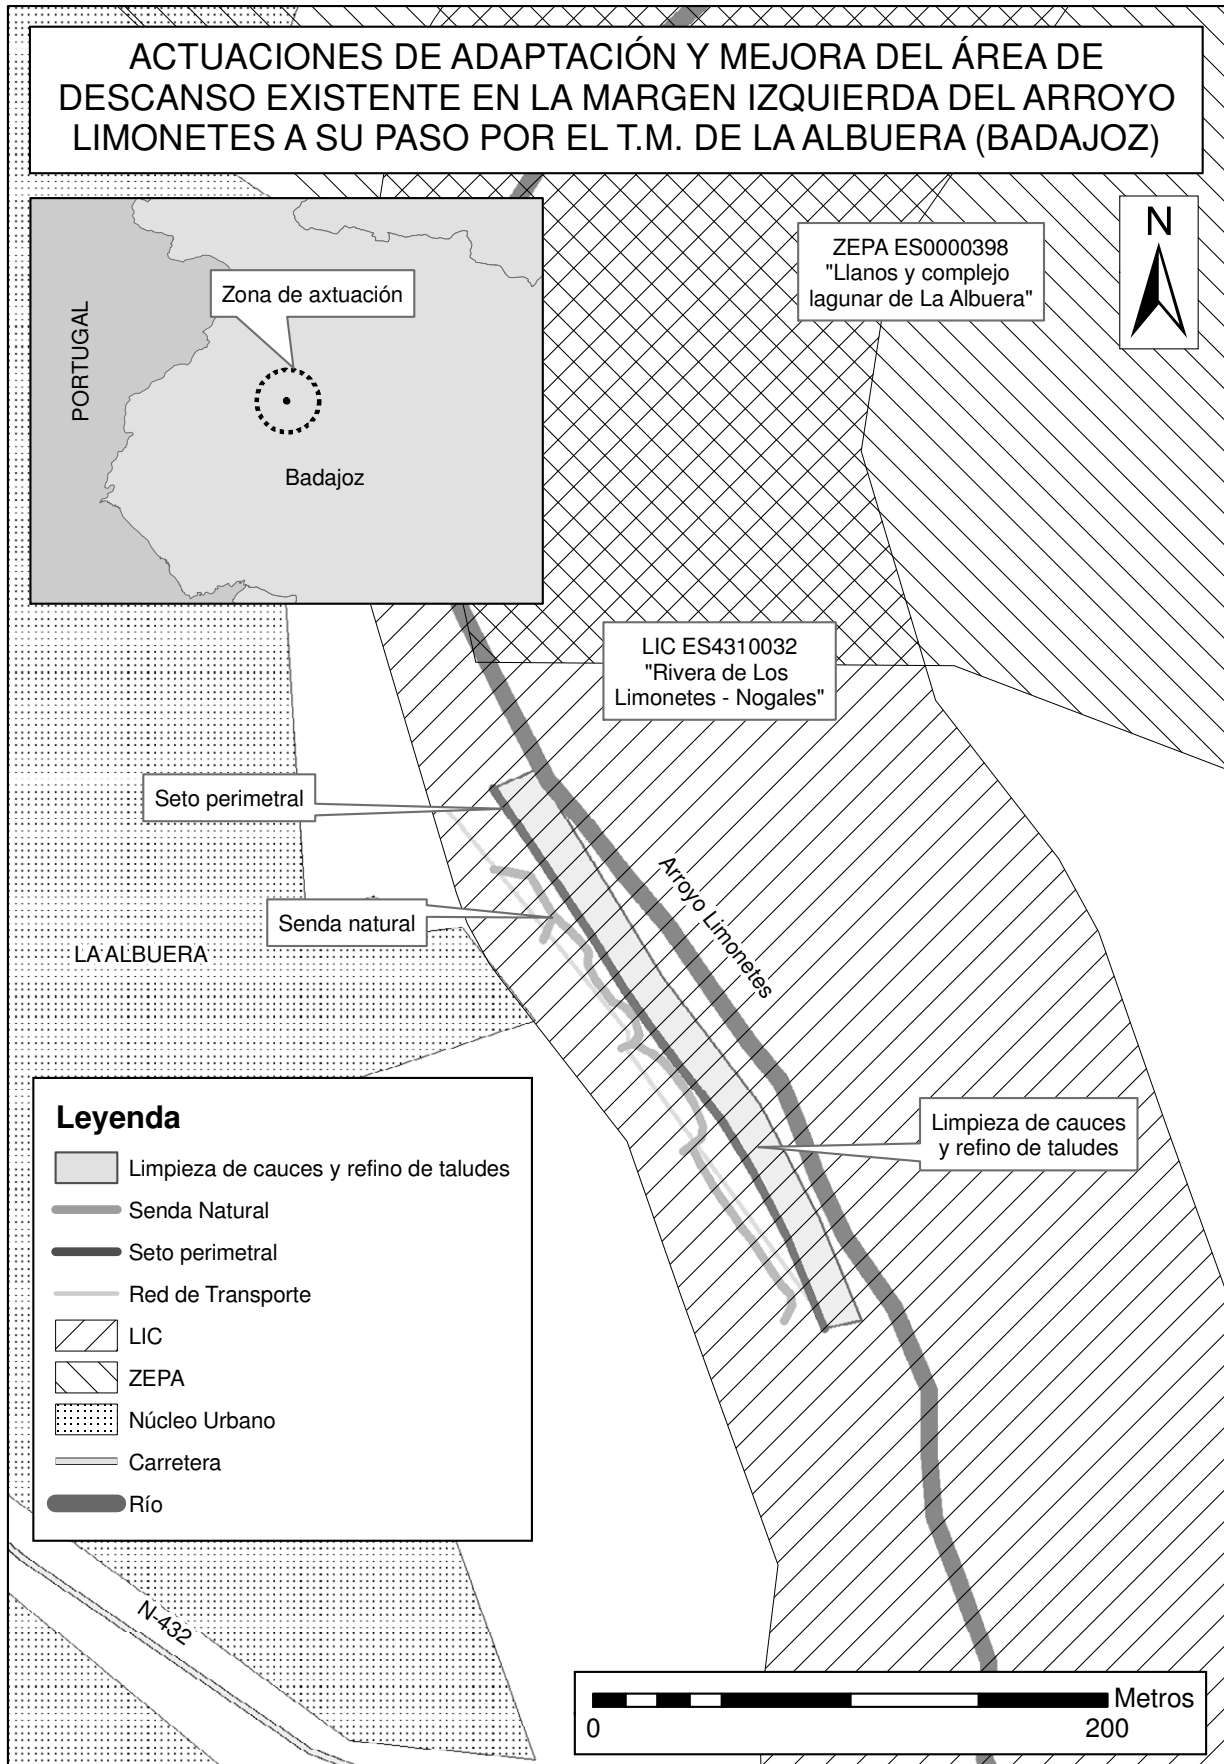 ACTUACIONES DE ADAPTACIÓN Y MEJORA DEL ÁREA DE
DESCANSO EXISTENTE EN LA MARGEN IZQUIERDA DEL ARROYO
LIMONETES A SU PASO POR EL T.M. DE LA ALBUERA (BADAJOZ)
N
ZEPA ES0000398
"Llanos y complejo
lagunar de La Albuera"
Zona de axtuación
PORTUGAL
Badajoz
LIC ES4310032
"Rivera de Los
Limonetes - Nogales"
Seto perimetral
Arroyo Limonetes
Senda natural
LA ALBUERA
Limpieza de cauces
y refino de taludes
Leyenda
Limpieza de cauces y refino de taludes
Senda Natural
Seto perimetral
Red de Transporte
LIC
ZEPA
Núcleo Urbano
Carretera
Río
N-432
Metros
0 200